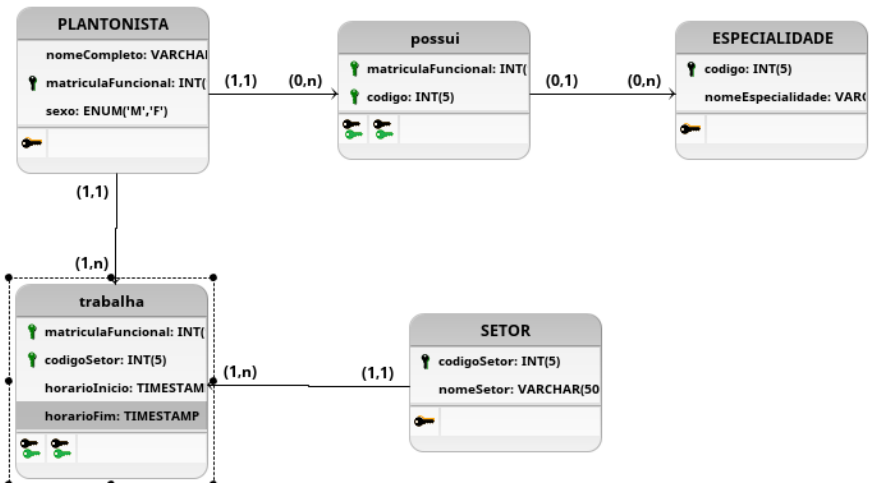 PLANTONISTA
nomeCompleto: VARCHAI
matriculaFuncional: INT(
sexo: ENUM('M','F')
(1,1)
(0,n)
possui
matriculaFuncional: INT(
codigo: INT(5)
(0,1)
(0,n)
ESPECIALIDADE
codigo: INT(5)
nomeEspecialidade: VAR(
(1,1)
(1,n)
trabalha
matriculaFuncional: INT(
codigoSetor: INT(5)
horarioInicio: TIMESTAM
horarioFim: TIMESTAMP
(1,n)
(1,1)
SETOR
codigoSetor: INT(5)
nomeSetor: VARCHAR(50